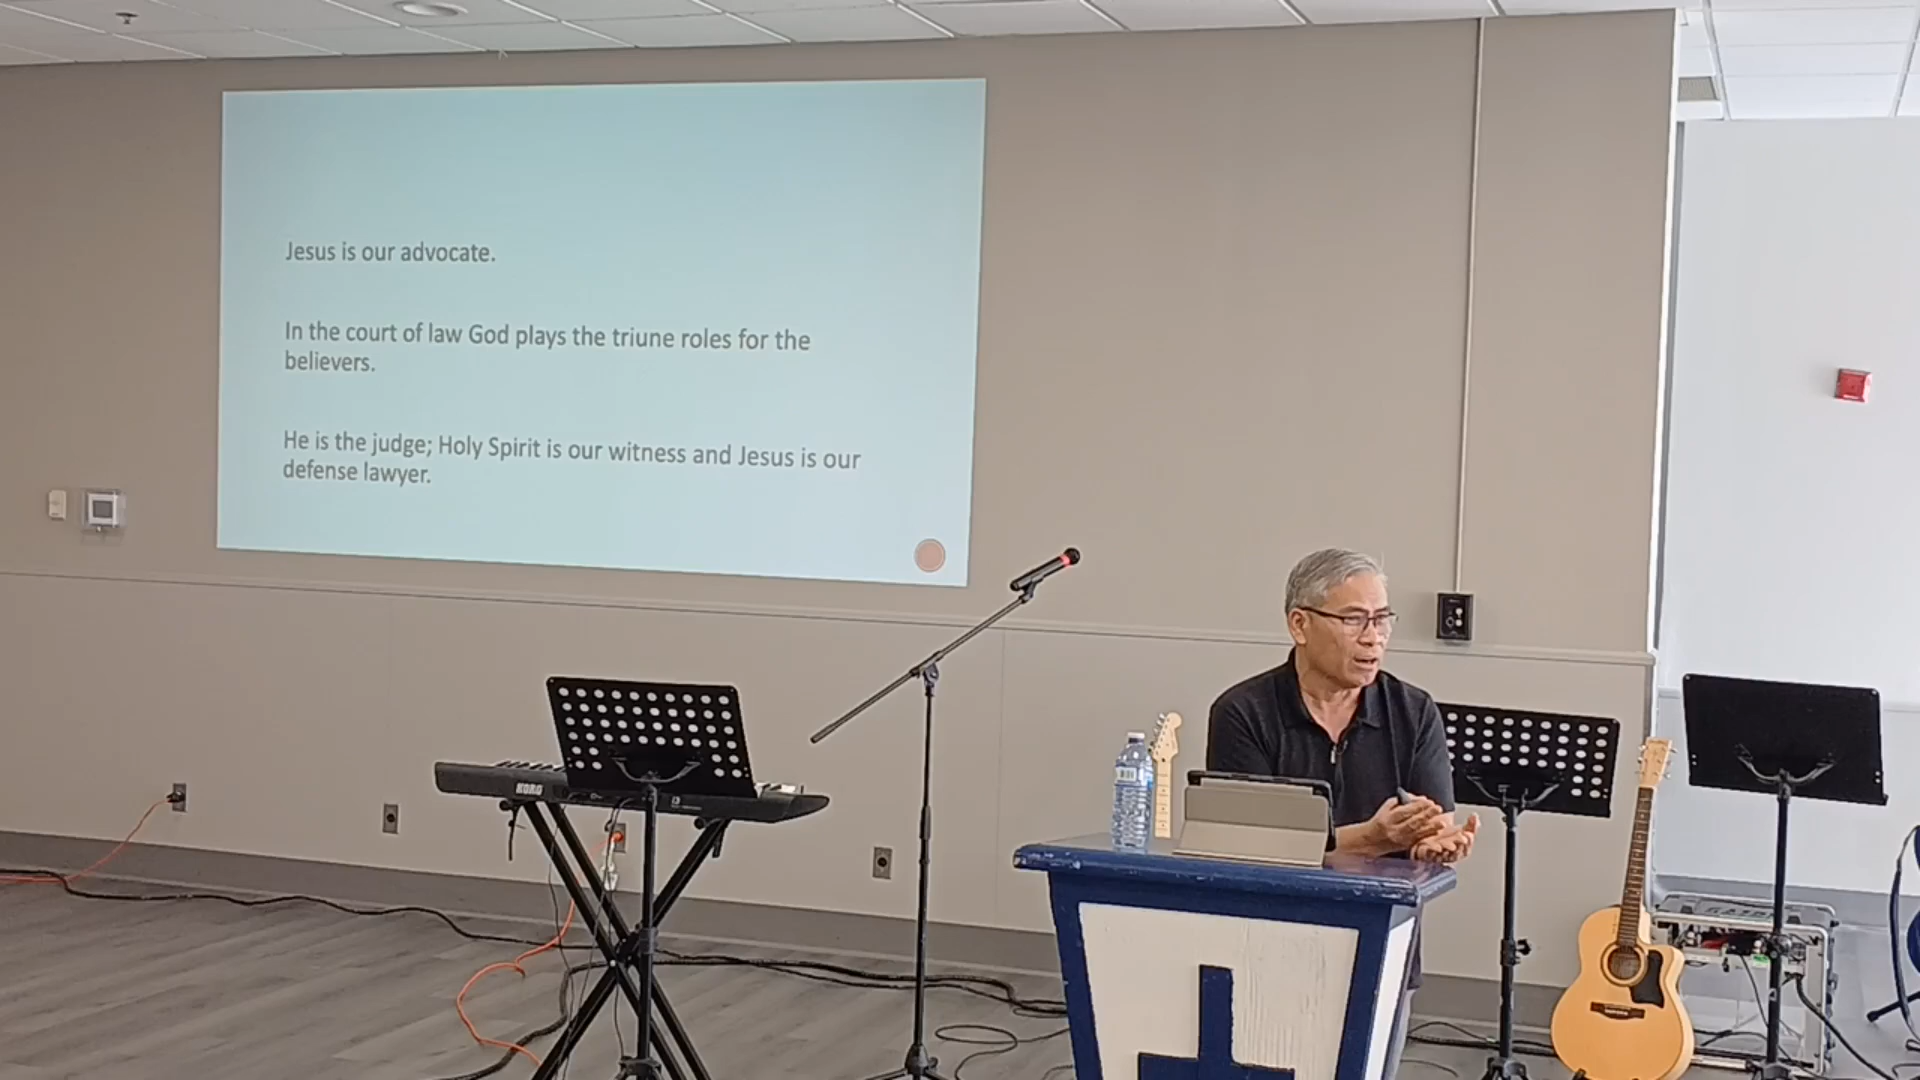 Jesus is our advocate.
In the court of law God plays the triune roles for the
believers.
He is the judge; Holy Spirit is our witness and Jesus is our
defense lawyer.
KORG